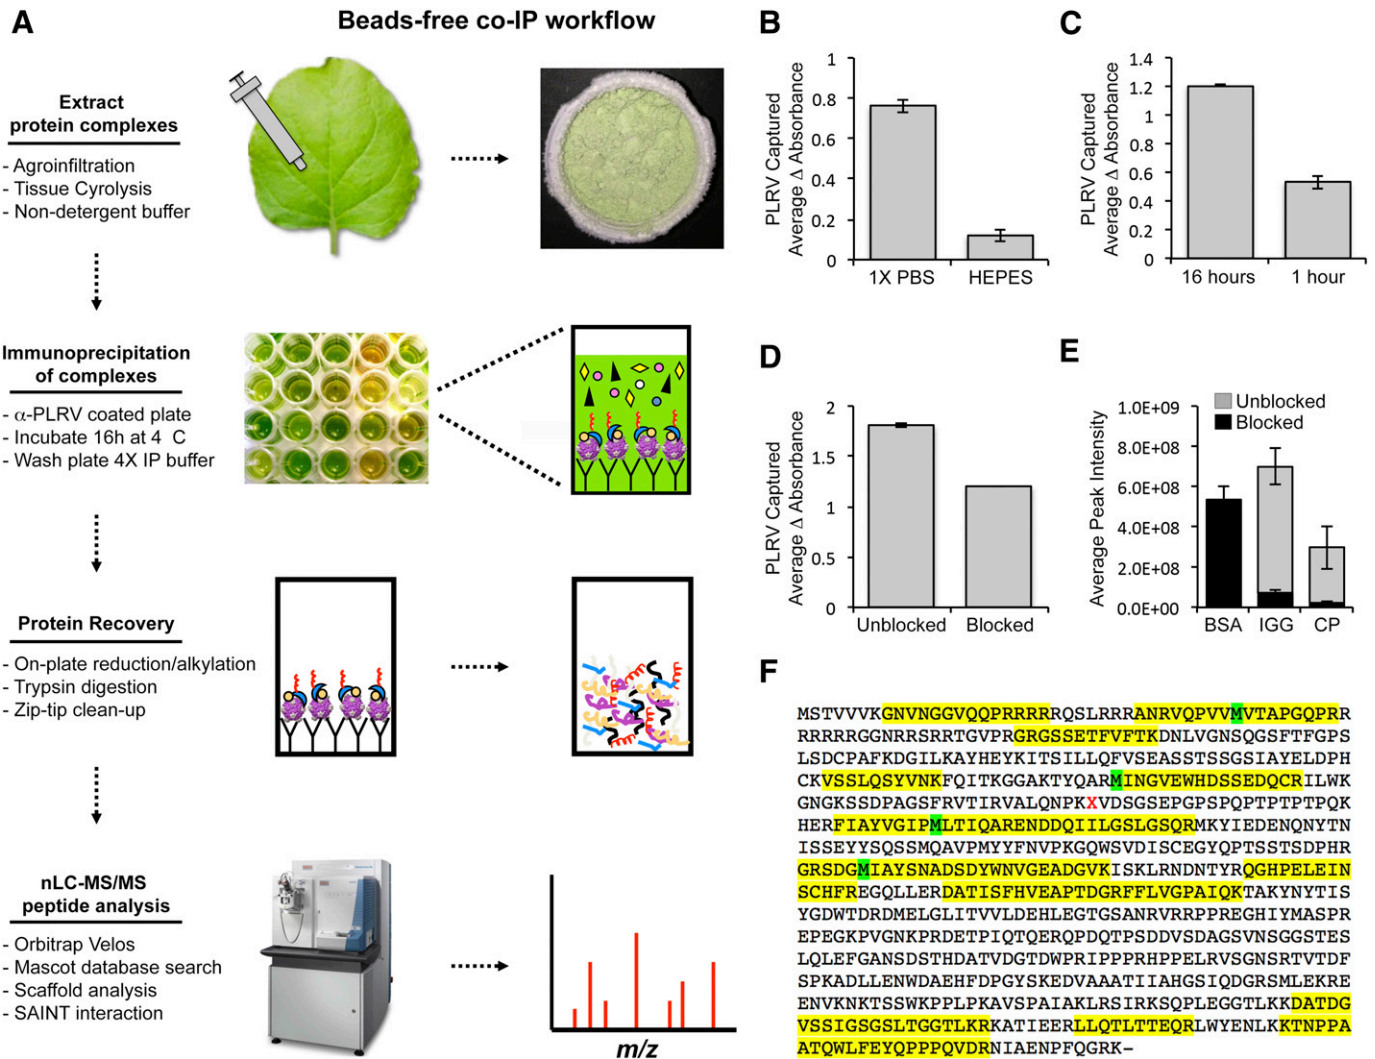 A
Beads-free co-IP workflow
Extract
protein complexes
- Agroinfiltration
- Tissue Cyrolysis
- Non-detergent buffer
Immunoprecipitation
of complexes
- α-PLRV coated plate
- Incubate 16h at 4 C
- Wash plate 4X IP buffer
Protein Recovery
- On-plate reduction/alkylation
- Trypsin digestion
- Zip-tip clean-up
nLC-MS/MS
peptide analysis
- Orbitrap Velos
- Mascot database search
- Scaffold analysis
- SAINT interaction
m/z
B
PLRV Captured
Average Δ Absorbance
1
0.8
0.6
0.4
0.2
0
1X PBS HEPES
C
PLRV Captured
Average Δ Absorbance
1.4
1.2
1
0.8
0.6
0.4
0.2
0
16 hours 1 hour
D
PLRV Captured
Average Δ Absorbance
2
1.5
1
0.5
0
Unblocked Blocked
E
Unblocked
Blocked
Average Peak Intensity
1.0E+09
8.0E+08
6.0E+08
4.0E+08
2.0E+08
0.0E+00
BSA IGG CP
F
MSTVVVKGNVNGGVQQPRRRRRQSLRRRANRVQPVVMVTAPGQPRR
RRRRRGGNRRSRRTGVPRGRGSSETFVFTKDNLVGNSQGSFTFGPS
LSDCPAFKDGILKAYHEYKITSILLQFVSEASSTSSGSIAYELDPH
CKVSSLQSYVNKFQITKGGAKTYQARMINGVEWHDSSEDQCRILWK
GNGKSSDPAGSFRVTIRVALQNPKXVDSGSEPGPSPQPTPTPTPQK
HERFIAYVGIPMLTIQARENDDQIILGSLGSQRMKYIEDENQNYTN
ISSEYYSQSSMQAVPMYYFNVPKGQWSVDISCEGYQPTSSTSDPHR
GRSDGMIAYSNADSDYWNVGEADGVKISKLRNDNTYRQGHPELEIN
SCHFREGQLLERDATISFHVEAPTDGRFFLVGPAIQKTAKYNYTIS
YGDWTDRDMELGLITVVLDEHLEGTGSANRVRRPPREGHIYMASPR
EPEGKPVGNKPRDETPIQTQERQPDQTPSDDVSDAGSVNSGGSTES
LQLEFGANSDSTHDATVDGTDWPRIPPPRHPPELRVSGNSRTVTDF
SPKADLLENWDAEHFDPGYSKEDVAAATIIAHGSIQDGRSMLEKRE
ENVKNKTSSWKPPLPKAVSPAIAKLRSIRKSQPLEGGTLKKDATDG
VSSIGSGSLTGGTLKRKATIEERLLQTLTTEQRLWYENLKKTNPPA
ATQWLFEYQPPPQVDRNIAENPFQGRK–